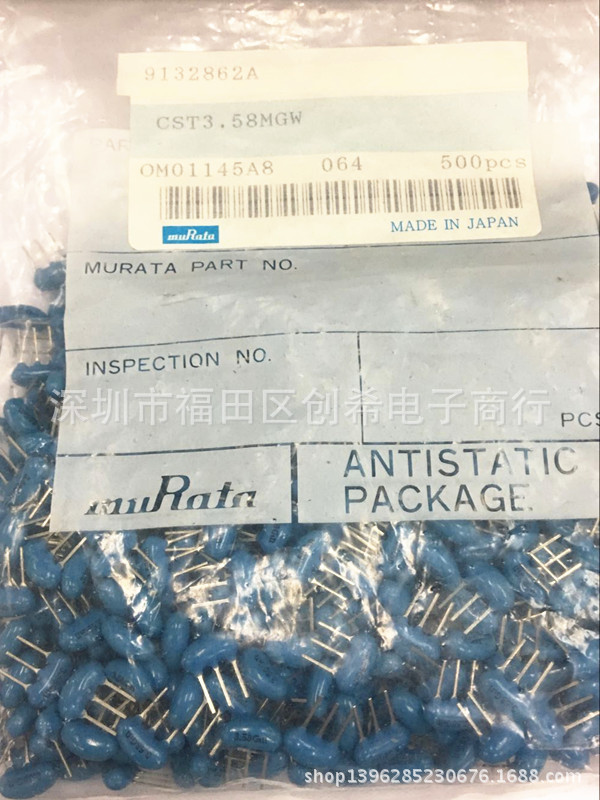 9132862A
CST3.58MGW
OM01145A8 064 500pcs
muRata MADE IN JAPAN
MURATA PART NO.
INSPECTION NO.
深圳市福田区创希电子商行
PCS
muRata
ANTISTATIC
PACKAGE
shop1396285230676.1688.com